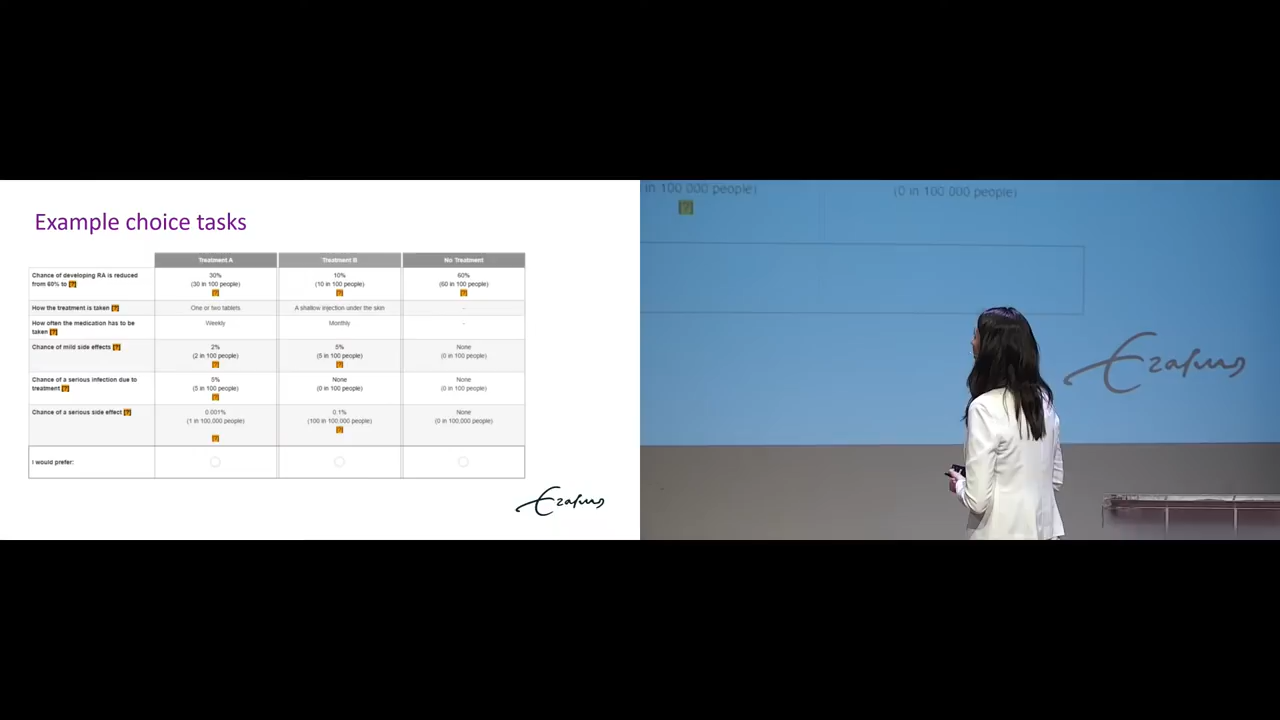 Example choice tasks
Treatment A Treatment B No Treatment
Chance of developing RA is reduced 30% 10% 60%
from 60% to [?] (30 in 100 people) (10 in 100 people) (60 in 100 people)
[?] [?] [?]
How the treatment is taken [?] One or two tablets. A shallow injection under the skin -
How often the medication has to be Weekly Monthly -
taken [?]
Chance of mild side effects [?] 2% 5% None
(2 in 100 people) (5 in 100 people) (0 in 100 people)
[?] [?]
Chance of a serious infection due to 5% None None
treatment [?] (5 in 100 people) (0 in 100 people) (0 in 100 people)
[?]
Chance of a serious side effect [?] 0.001% 0.1% None
(1 in 100,000 people) (100 in 100,000 people) (0 in 100,000 people)
[?] [?]
I would prefer:
Erasmus
in 100 000 people) (0 in 100 000 people)
[?]
Erasmus